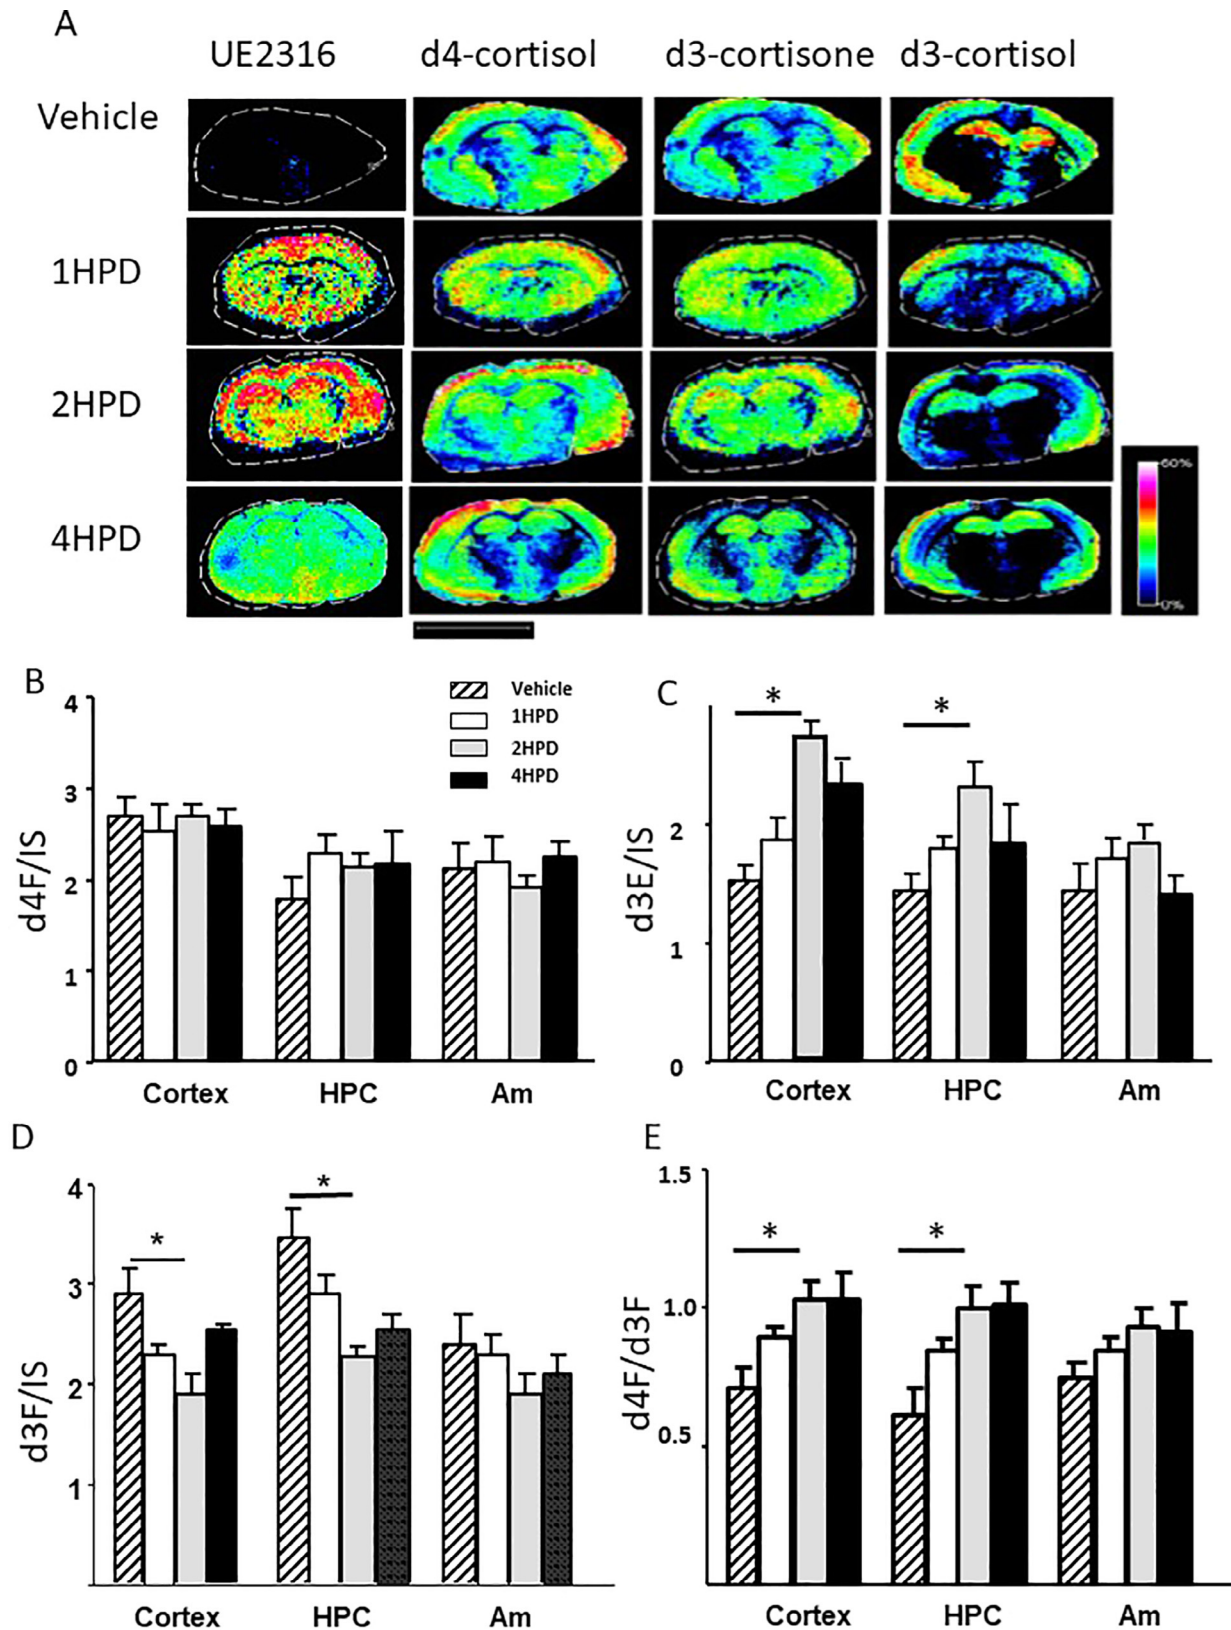 A
UE2316 d4-cortisol d3-cortisone d3-cortisol
Vehicle
1HPD
2HPD
4HPD
60%
0%
B
4
3
2
1
0
d4F/IS
Vehicle
1HPD
2HPD
4HPD
Cortex HPC Am
C
* *
2
1
0
d3E/IS
Cortex HPC Am
D
4
3
2
1
d3F/IS
* *
Cortex HPC Am
E
1.5
1.0
0.5
d4F/d3F
* *
Cortex HPC Am